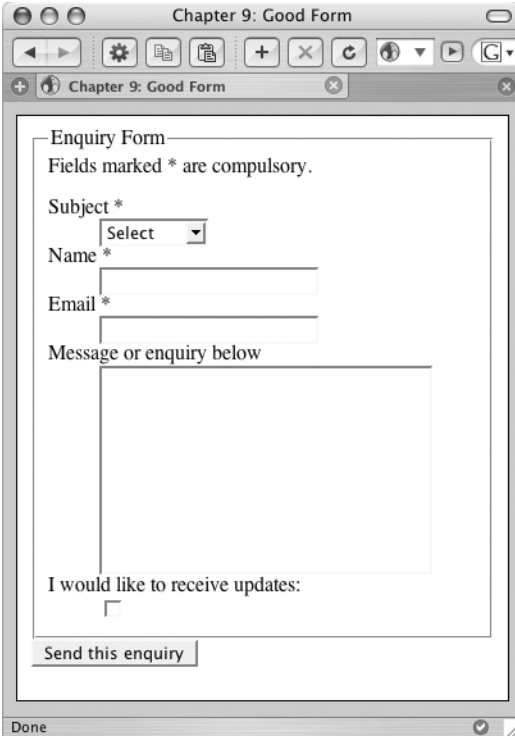 Chapter 9: Good Form
G
Chapter 9: Good Form
Enquiry Form
Fields marked * are compulsory.
Subject *
Select
Name *
Email *
Message or enquiry below
I would like to receive updates:
Send this enquiry
Done